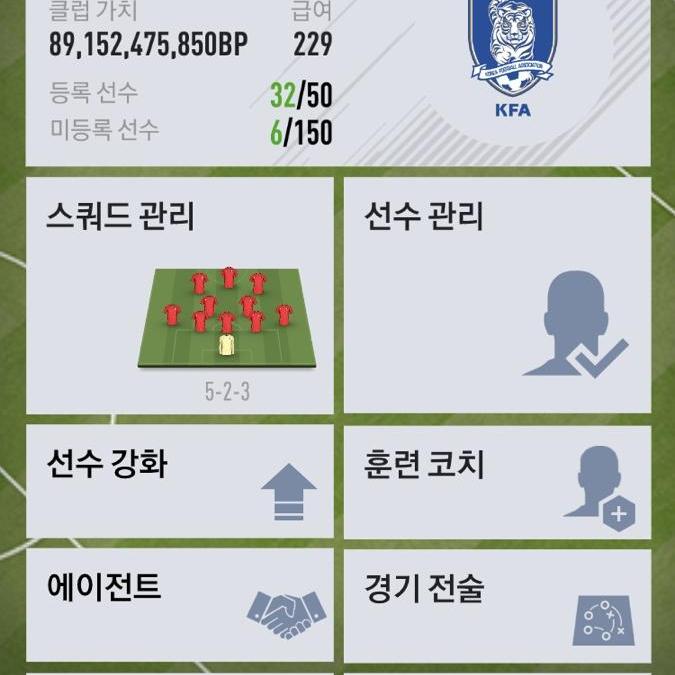 클럽 가치 급여
89,152,475,850BP 229
등록 선수 32/50
미등록 선수 6/150
KOREA FOOTBALL ASSOCIATION
KFA
스쿼드 관리 선수 관리
5-2-3
선수 강화 훈련 코치
에이전트 경기 전술